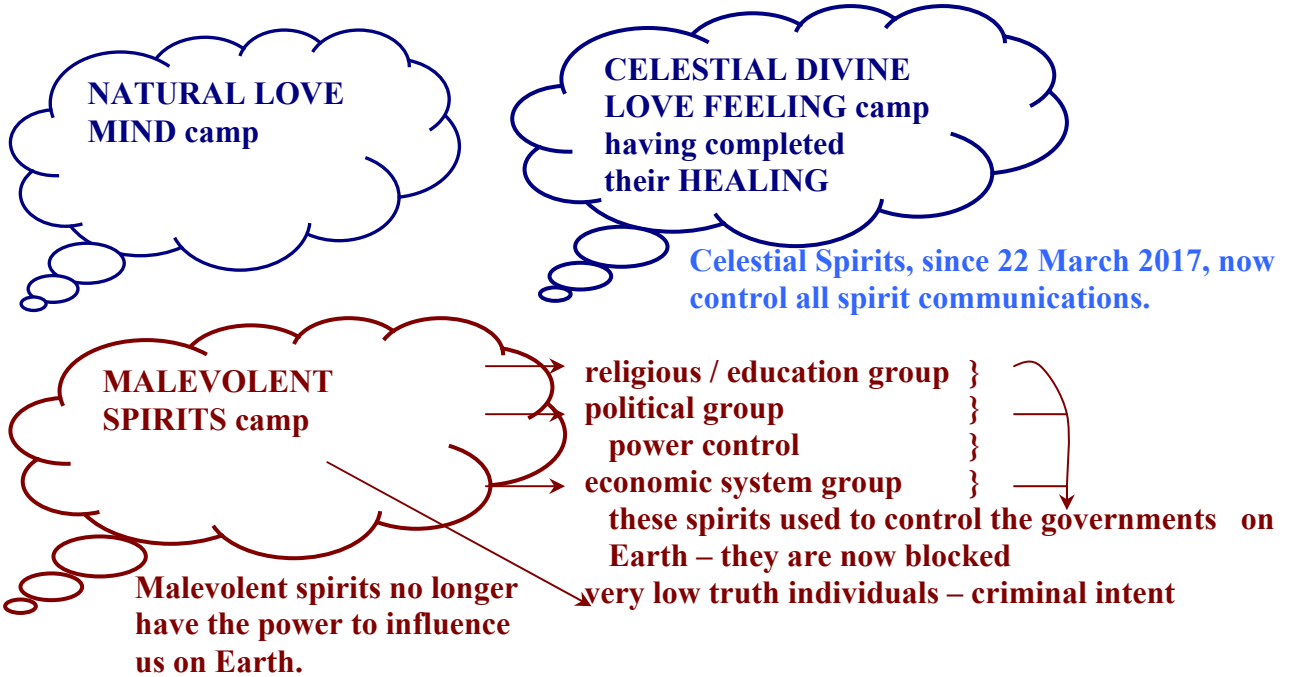 NATURAL LOVE
MIND camp
CELESTIAL DIVINE
LOVE FEELING camp
having completed
their HEALING
Celestial Spirits, since 22 March 2017, now
control all spirit communications.
MALEVOLENT
SPIRITS camp
religious / education group }
political group }
power control }
economic system group }
these spirits used to control the governments on
Earth – they are now blocked
very low truth individuals – criminal intent
Malevolent spirits no longer
have the power to influence
us on Earth.